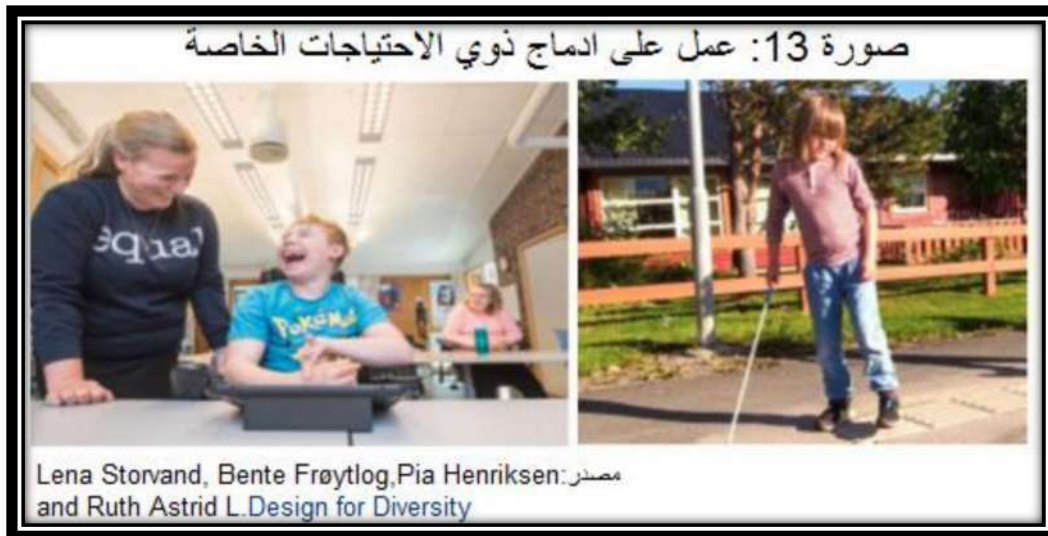 صورة 13: عمل على ادماج ذوي الاحتياجات الخاصة
equal
POKéMON
مصدر:Lena Storvand, Bente Frøytlog,Pia Henriksen
and Ruth Astrid L.Design for Diversity